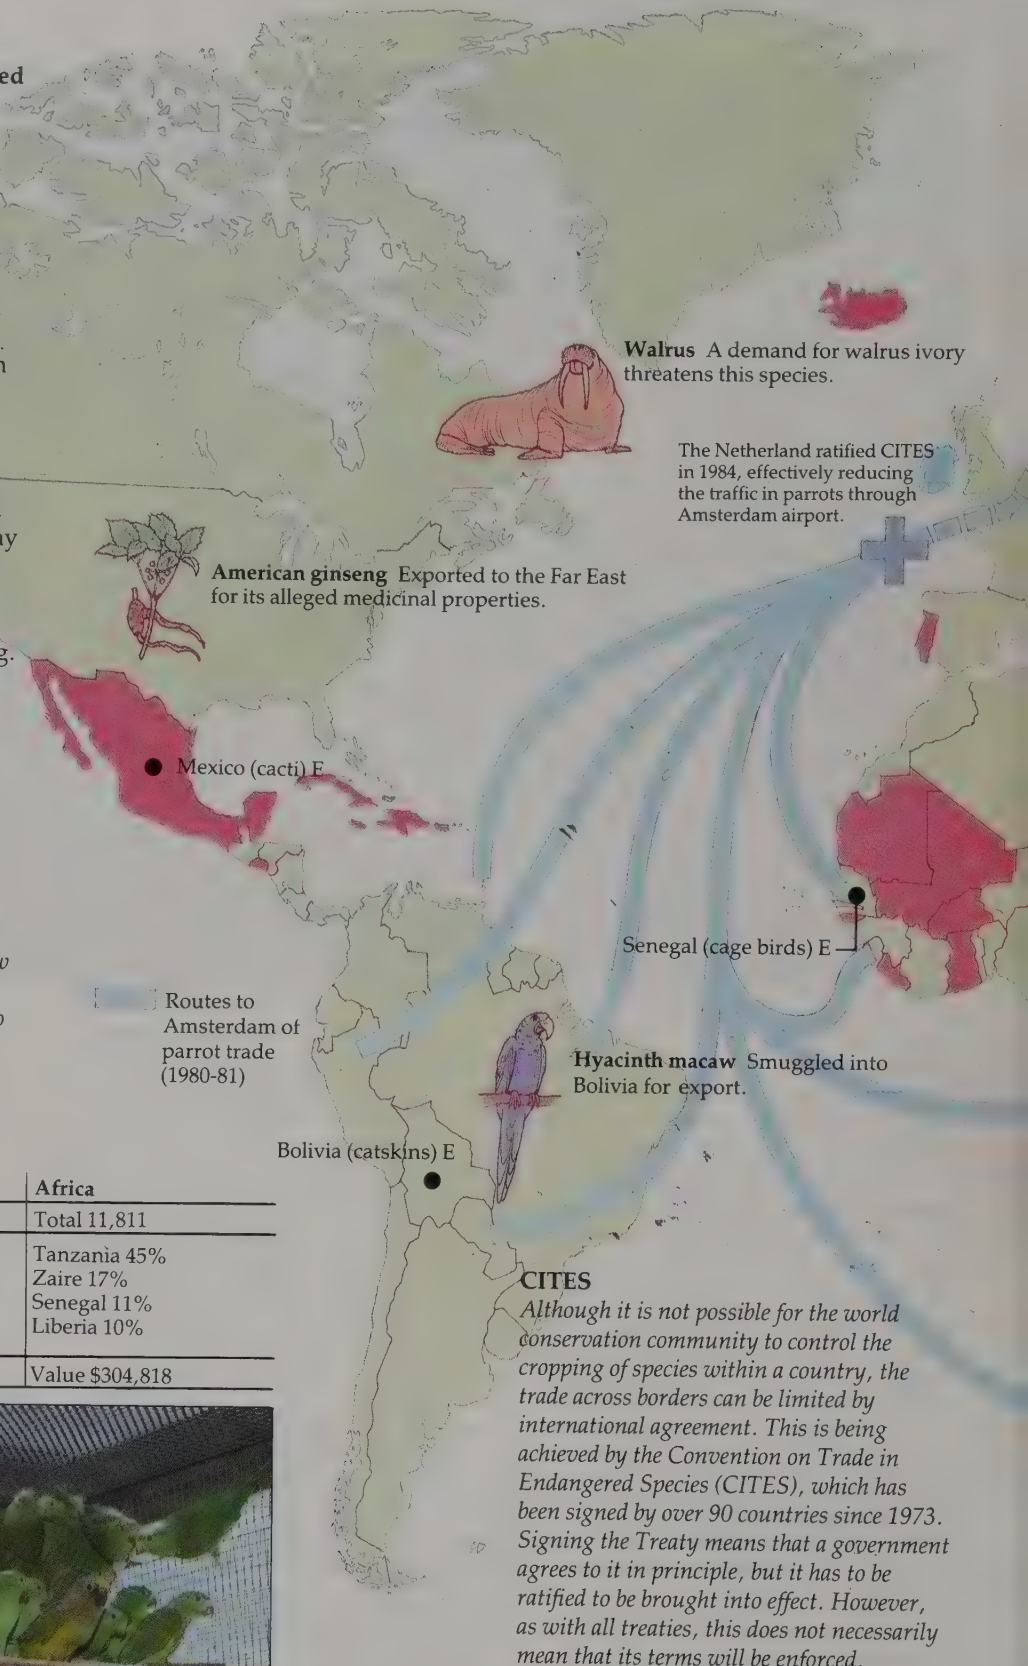 ed
Walrus A demand for walrus ivory
threatens this species.
The Netherland ratified CITES
in 1984, effectively reducing
the traffic in parrots through
Amsterdam airport.
ay
American ginseng Exported to the Far East
for its alleged medicinal properties.
g.
Mexico (cacti) E
Senegal (cage birds) E
Routes to
Amsterdam of
parrot trade
(1980-81)
Hyacinth macaw Smuggled into
Bolivia for export.
Bolivia (catskins) E
Africa
Total 11,811
Tanzania 45%
Zaire 17%
Senegal 11%
Liberia 10%
Value $304,818
CITES
Although it is not possible for the world
conservation community to control the
cropping of species within a country, the
trade across borders can be limited by
international agreement. This is being
achieved by the Convention on Trade in
Endangered Species (CITES), which has
been signed by over 90 countries since 1973.
Signing the Treaty means that a government
agrees to it in principle, but it has to be
ratified to be brought into effect. However,
as with all treaties, this does not necessarily
mean that its terms will be enforced.